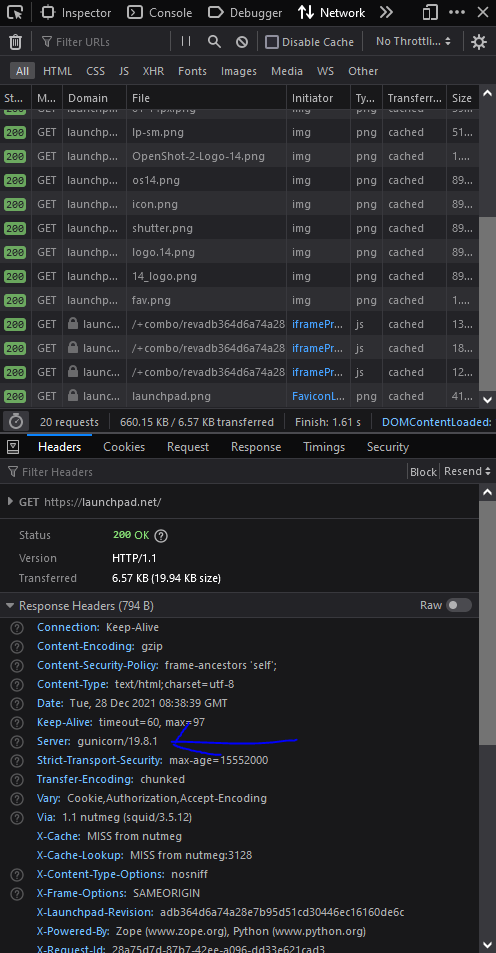 Inspector Console Debugger Network
Filter URLs Disable Cache No Throttli...
All HTML CSS JS XHR Fonts Images Media WS Other
St... M... Domain File Initiator Ty... Transferr... Size
200 GET launchp... lp-sm.png img png cached 51...
200 GET launchp... OpenShot-2-Logo-14.png img png cached 1....
200 GET launchp... os14.png img png cached 89...
200 GET launchp... icon.png img png cached 89...
200 GET launchp... shutter.png img png cached 89...
200 GET launchp... logo.14.png img png cached 89...
200 GET launchp... 14_logo.png img png cached 89...
200 GET launchp... fav.png img png cached 1....
200 GET launc... /+combo/revadb364d6a74a28 iframePr... js cached 13...
200 GET launc... /+combo/revadb364d6a74a28 iframePr... js cached 18...
200 GET launc... /+combo/revadb364d6a74a28 iframePr... js cached 12...
200 GET launc... launchpad.png FaviconL... png cached 41...
20 requests 660.15 KB / 6.57 KB transferred Finish: 1.61 s DOMContentLoaded:
Headers Cookies Request Response Timings Security
Filter Headers Block Resend
GET https://launchpad.net/
Status 200 OK
Version HTTP/1.1
Transferred 6.57 KB (19.94 KB size)
Response Headers (794 B) Raw
Connection: Keep-Alive
Content-Encoding: gzip
Content-Security-Policy: frame-ancestors 'self';
Content-Type: text/html;charset=utf-8
Date: Tue, 28 Dec 2021 08:38:39 GMT
Keep-Alive: timeout=60, max=97
Server: gunicorn/19.8.1
Strict-Transport-Security: max-age=15552000
Transfer-Encoding: chunked
Vary: Cookie,Authorization,Accept-Encoding
Via: 1.1 nutmeg (squid/3.5.12)
X-Cache: MISS from nutmeg
X-Cache-Lookup: MISS from nutmeg:3128
X-Content-Type-Options: nosniff
X-Frame-Options: SAMEORIGIN
X-Launchpad-Revision: adb364d6a74a28e7b95d51cd30446ec16160de6c
X-Powered-By: Zope (www.zope.org), Python (www.python.org)
X-Request-Id: 28a75d7d-87b7-42ee-a096-dd33e621cad3